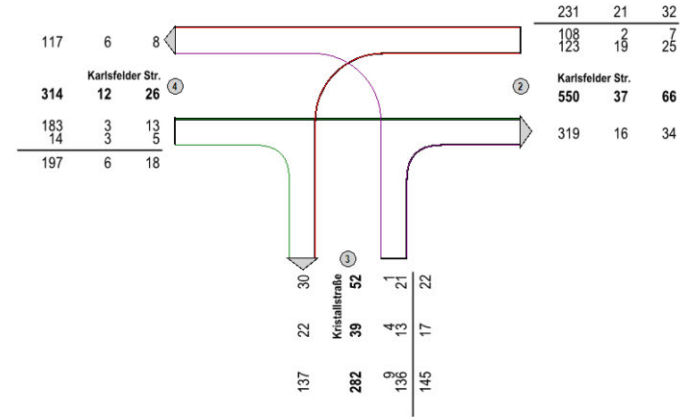 231 21 32
108 2 7
123 19 25
117 6 8
Karlsfelder Str.
314 12 26
4
183 3 13
14 3 5
197 6 18
2
Karlsfelder Str.
550 37 66
319 16 34
3
30 52 1 21 22
Kristallstraße
22 39 4 13 17
137 282 9 136 145